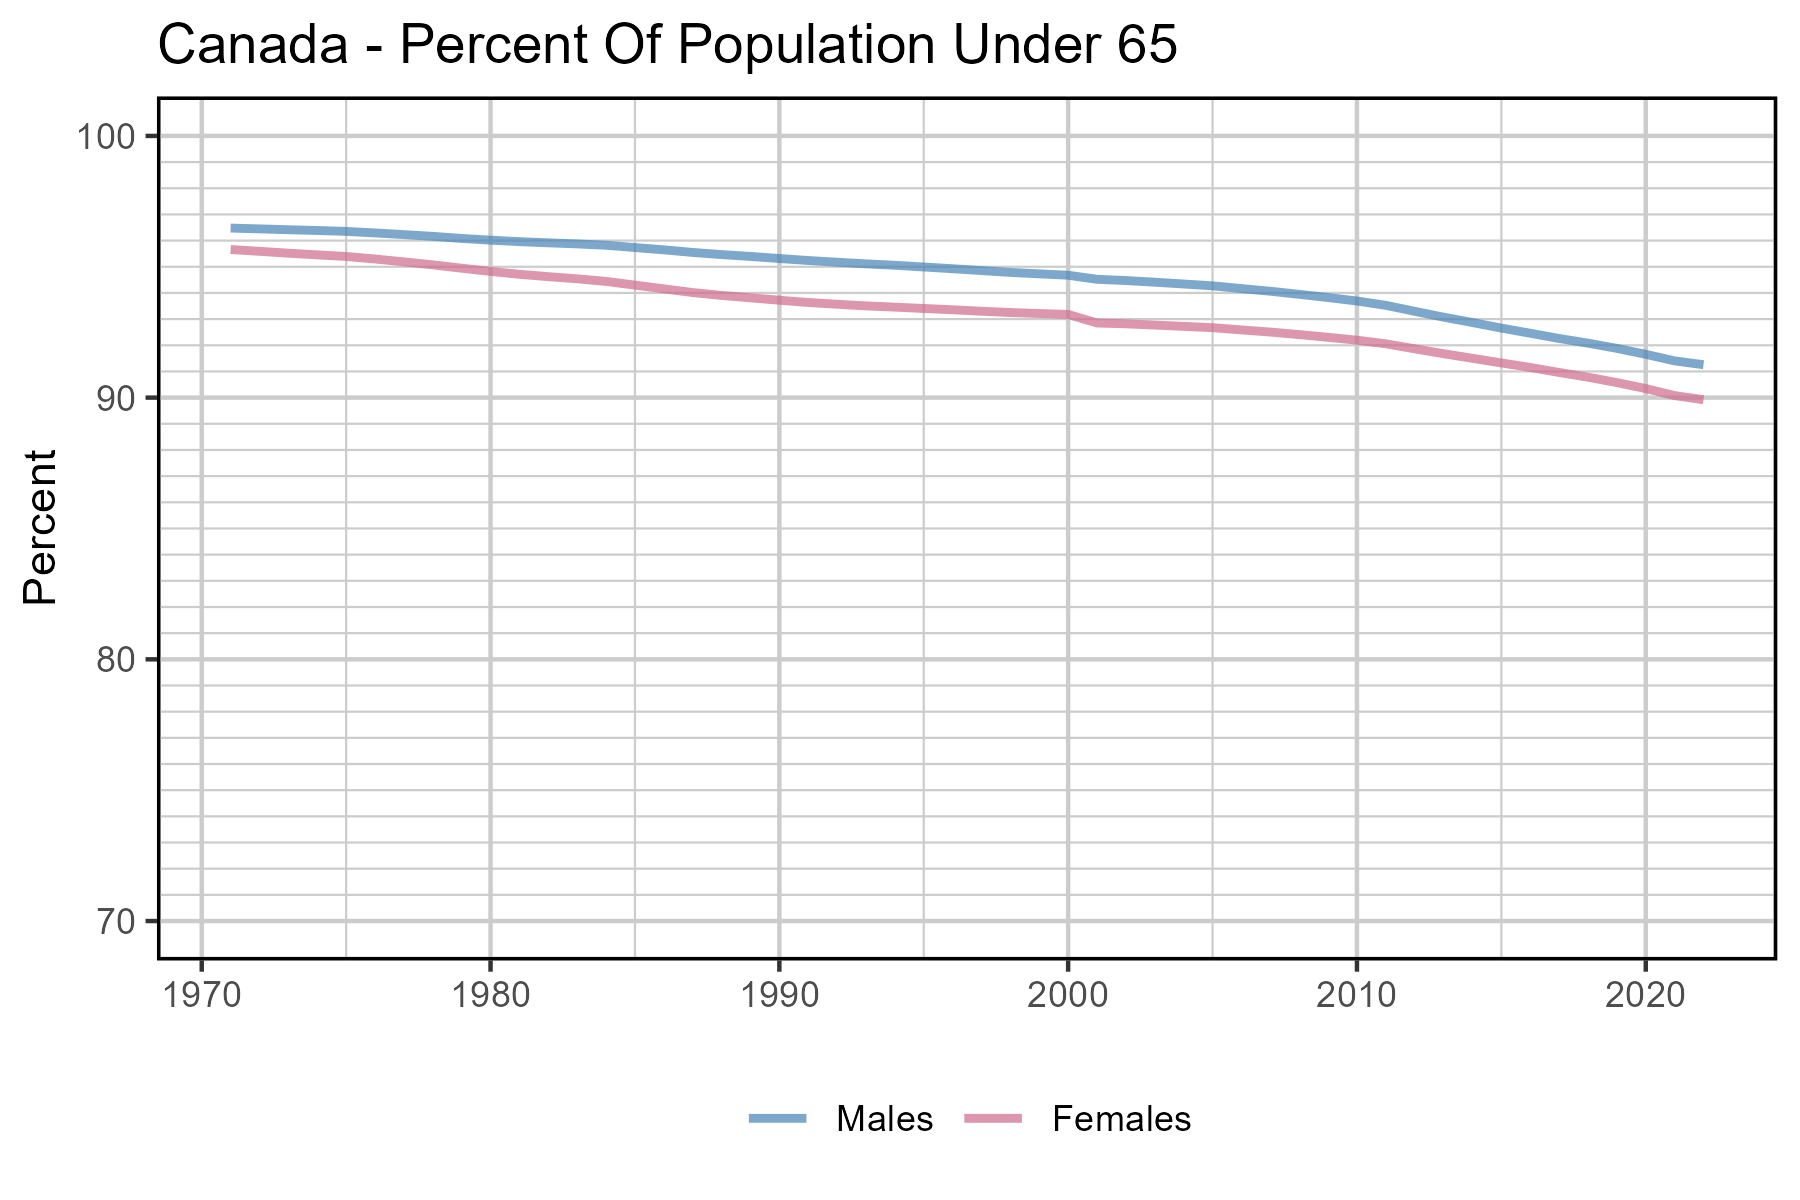 Canada - Percent Of Population Under 65
Percent
100
90
80
70
1970 1980 1990 2000 2010 2020
Males Females